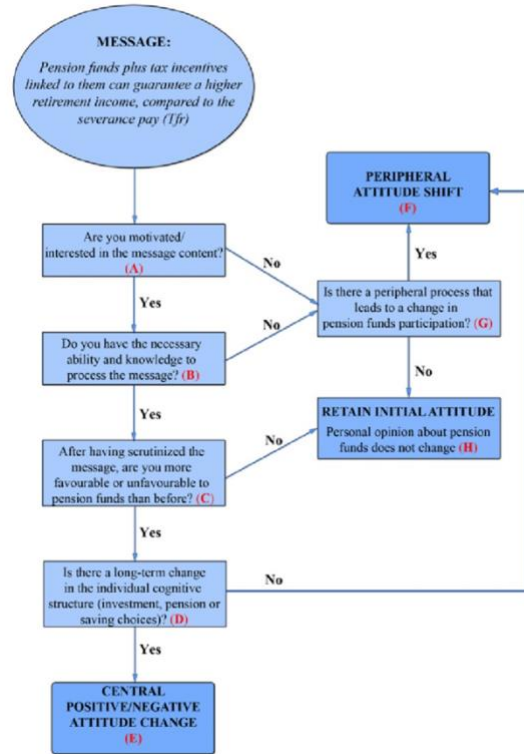 MESSAGE:
Pension funds plus tax incentives
linked to them can guarantee a higher
retirement income, compared to the
severance pay (Tfr)
PERIPHERAL
ATTITUDE SHIFT
(F)
Are you motivated/
interested in the message content?
(A)
No
Yes
Yes
Is there a peripheral process that
leads to a change in
pension funds participation? (G)
No
Do you have the necessary
ability and knowledge to
process the message? (B)
No
Yes
RETAIN INITIAL ATTITUDE
Personal opinion about pension
funds does not change (H)
No
After having scrutinized the
message, are you more
favourable or unfavourable to
pension funds than before? (C)
Yes
Is there a long-term change
in the individual cognitive
structure (investment, pension or
saving choices)? (D)
No
Yes
CENTRAL
POSITIVE/NEGATIVE
ATTITUDE CHANGE
(E)